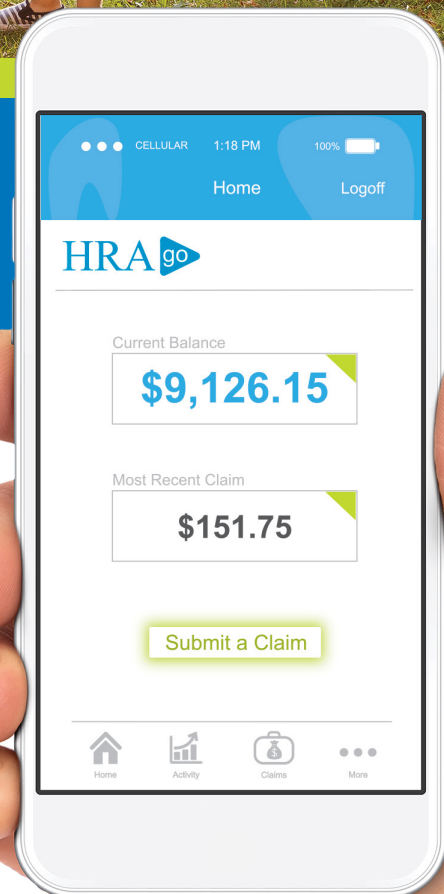 CELLULAR 1:18 PM 100%
Home Logoff
HRA go
Current Balance
$9,126.15
Most Recent Claim
$151.75
Submit a Claim
Home Activity Claims More